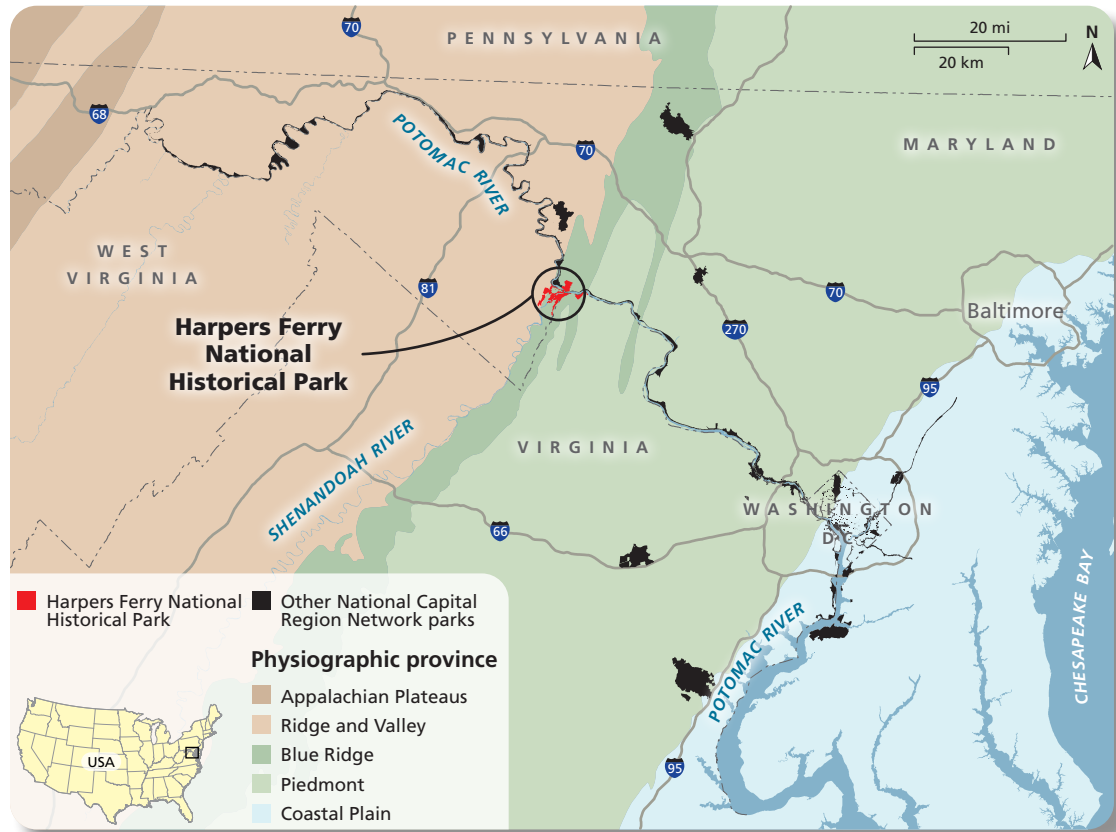 70
PENNSYLVANIA
20 mi
20 km
N
68
POTOMAC RIVER
70
MARYLAND
WEST
VIRGINIA
81
70
270
Baltimore
Harpers Ferry
National
Historical Park
95
SHENANDOAH RIVER
VIRGINIA
66
WASHINGTON
DC
CHESAPEAKE BAY
POTOMAC RIVER
95
Harpers Ferry National
Historical Park
Other National Capital
Region Network parks
Physiographic province
Appalachian Plateaus
Ridge and Valley
Blue Ridge
Piedmont
Coastal Plain
USA